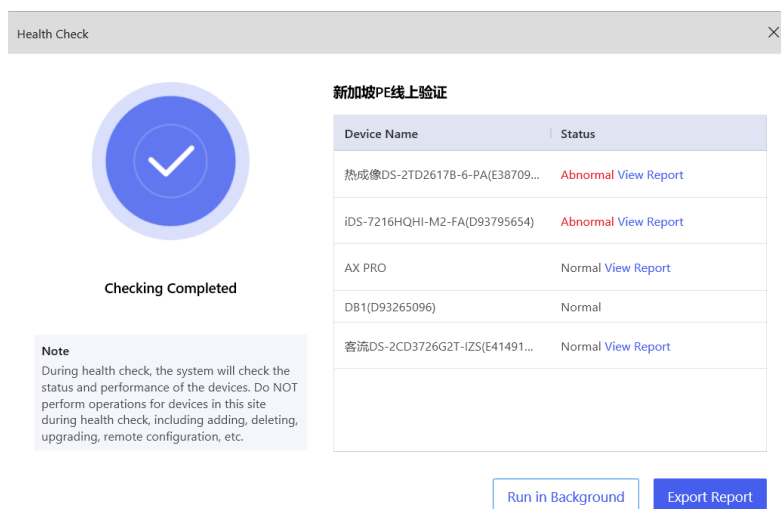 Health Check
新加坡PE线上验证
Device Name Status
热成像DS-2TD2617B-6-PA(E38709... Abnormal View Report
iDS-7216HQHI-M2-FA(D93795654) Abnormal View Report
AX PRO Normal View Report
DB1(D93265096) Normal
客流DS-2CD3726G2T-IZS(E41491... Normal View Report
Checking Completed
Note
During health check, the system will check the
status and performance of the devices. Do NOT
perform operations for devices in this site
during health check, including adding, deleting,
upgrading, remote configuration, etc.
Run in Background Export Report